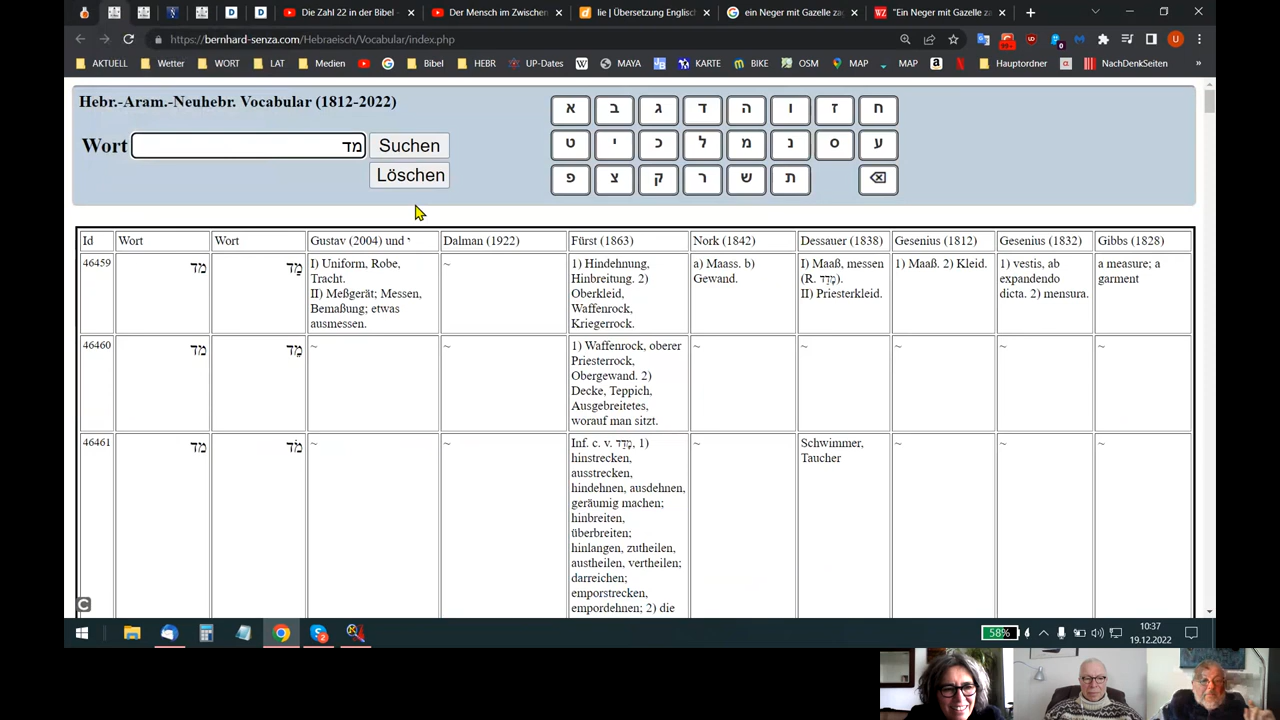 Die Zahl 22 in der Bibel - Der Mensch im Zwischen lie | Übersetzung Englisc ein Neger mit Gazelle za "Ein Neger mit Gazelle za
https://bernhard-senza.com/Hebraeisch/Vocabular/index.php
AKTUELL Wetter WORT LAT Medien Bibel HEBR UP-Dates MAYA KARTE BIKE OSM MAP MAP Hauptordner NachDenkSeiten »
Hebr.-Aram.-Neuhebr. Vocabular (1812-2022)
א ב ג ד ה ו ז ח
Wort מד Suchen
ט י כ ל מ נ ס ע
Löschen
פ צ ק ר ש ת
Id Wort Wort Gustav (2004) und י Dalman (1922) Fürst (1863) Nork (1842) Dessauer (1838) Gesenius (1812) Gesenius (1832) Gibbs (1828)
46459
מד
מָד
I) Uniform, Robe,
Tracht.
II) Meßgerät; Messen,
Bemaßung; etwas
ausmessen.
~
1) Hindehnung,
Hinbreitung. 2)
Oberkleid,
Waffenrock,
Kriegerrock.
a) Maass. b)
Gewand.
I) Maaß, messen
(R. מָדַד).
II) Priesterkleid.
1) Maaß. 2) Kleid.
1) vestis, ab
expandendo
dicta. 2) mensura.
a measure; a
garment
46460
מד
מֵד
~
~
1) Waffenrock, oberer
Priesterrock,
Obergewand. 2)
Decke, Teppich,
Ausgebreitetes,
worauf man sitzt.
~
~
~
~
~
46461
מד
מֹד
~
~
Inf. c. v. מָדַד, 1)
hinstrecken,
ausstrecken,
hindehnen, ausdehnen,
geräumig machen;
hinbreiten,
überbreiten;
hinlangen, zutheilen,
austheilen, vertheilen;
darreichen;
emporstrecken,
empordehnen; 2) die
~
Schwimmer,
Taucher
~
~
~
58%
10:37
19.12.2022